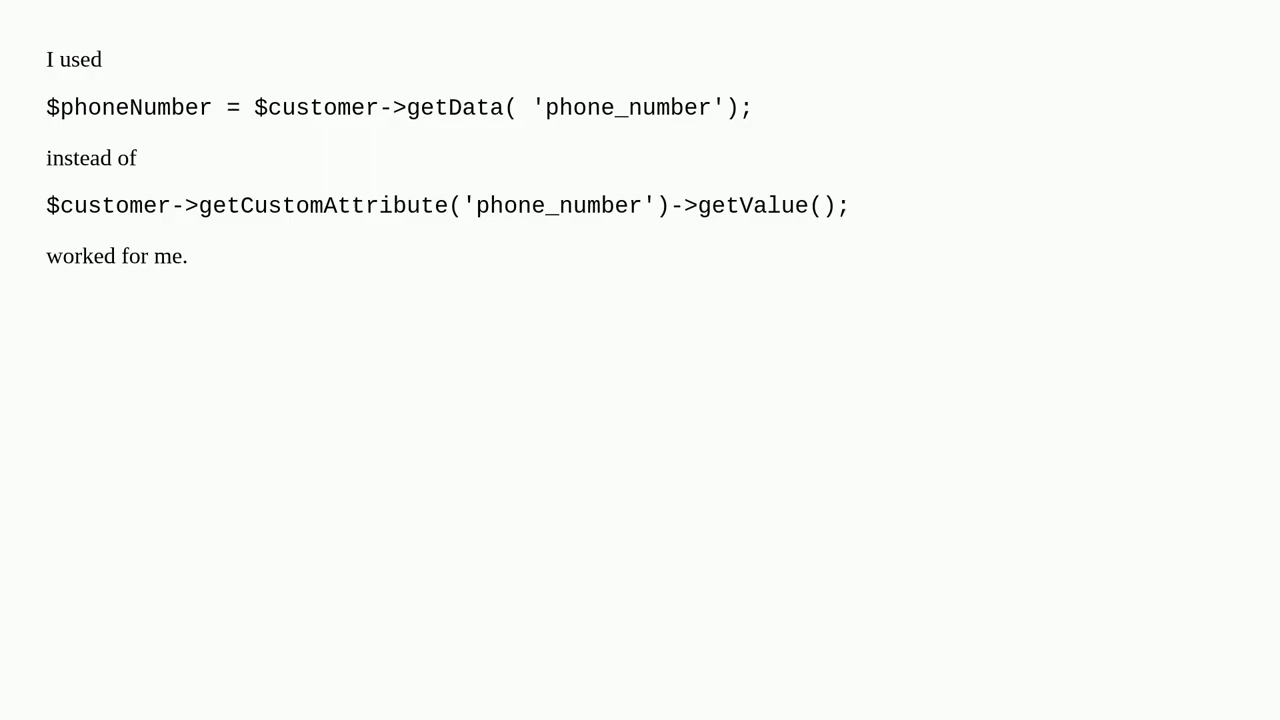 I used
$phoneNumber = $customer->getData( 'phone_number');
instead of
$customer->getCustomAttribute('phone_number')->getValue();
worked for me.